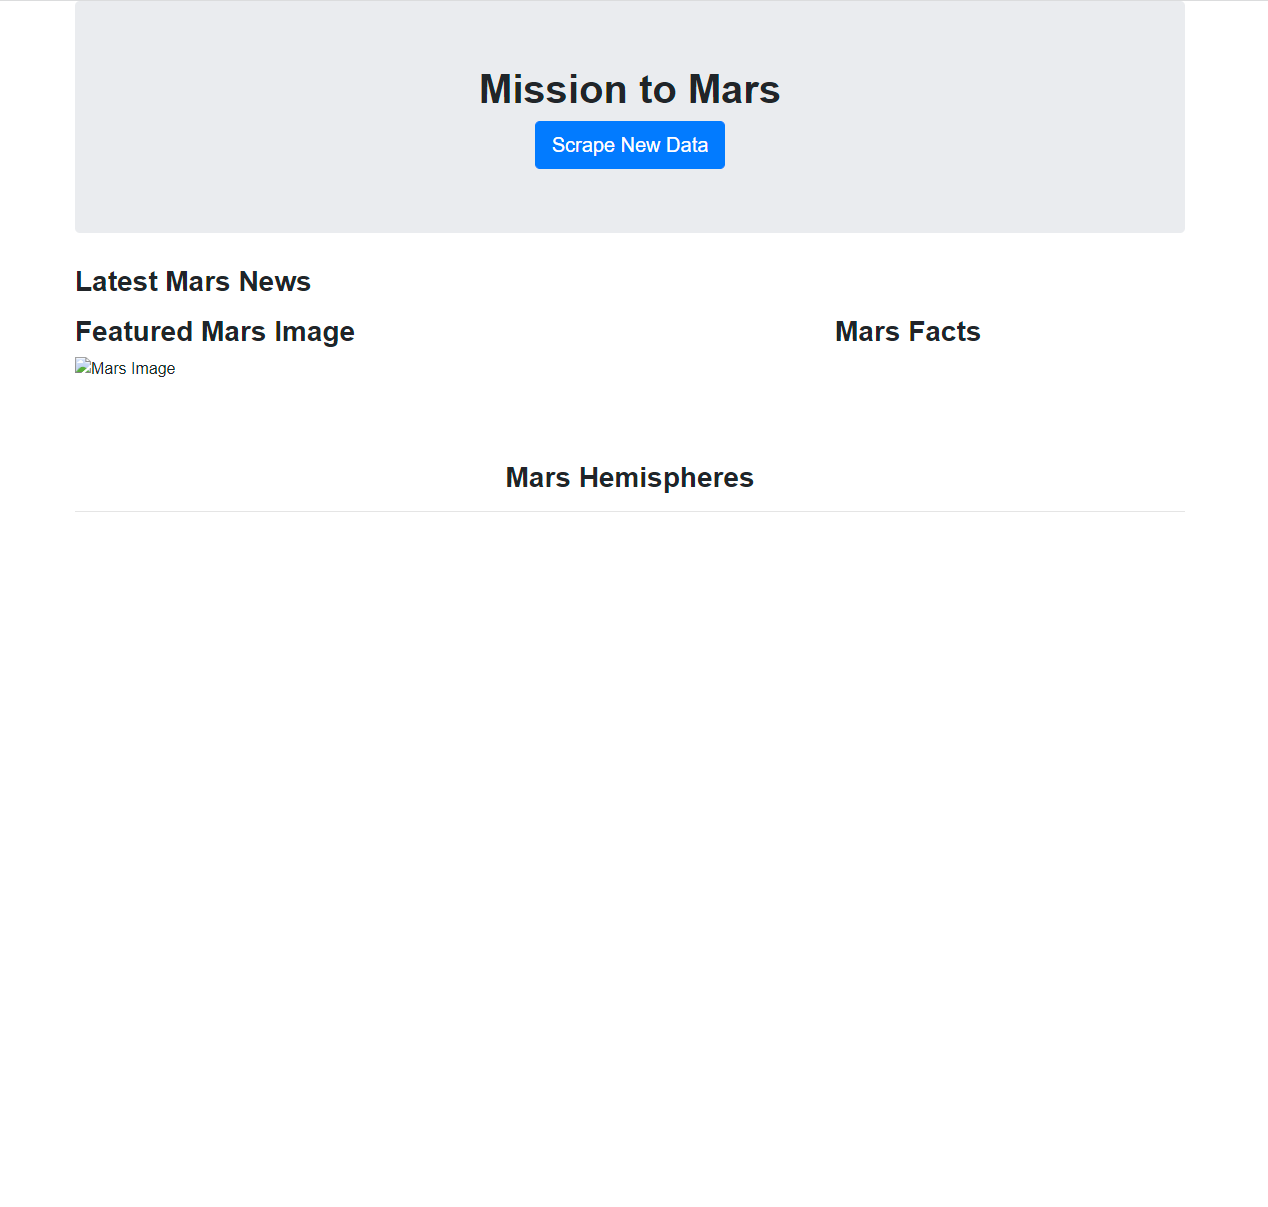 Mission to Mars
Scrape New Data
Latest Mars News
Featured Mars Image
Mars Facts
Mars Image
Mars Hemispheres